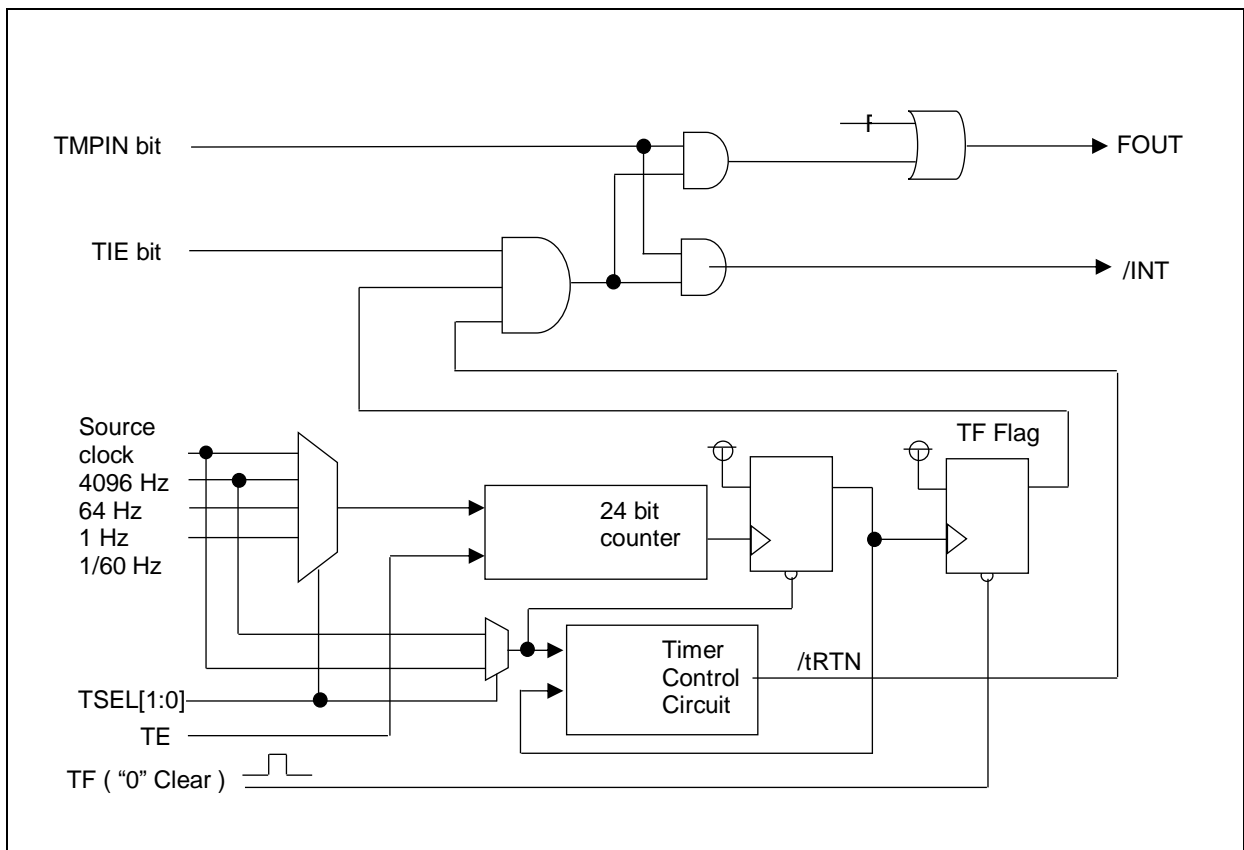 TMPIN bit
FOUT
TIE bit
/INT
Source
clock
4096 Hz
64 Hz
1 Hz
1/60 Hz
24 bit
counter
TF Flag
Timer
Control
Circuit
/tRTN
TSEL[1:0]
TE
TF ( “0” Clear )